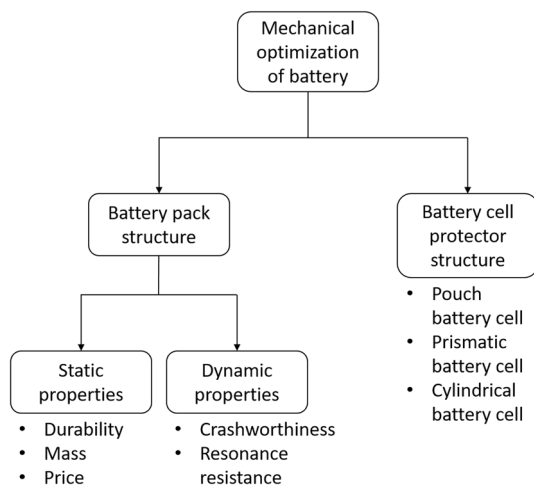 Mechanical
optimization
of battery
Battery pack
structure
Battery cell
protector
structure
• Pouch
battery cell
• Prismatic
battery cell
• Cylindrical
battery cell
Static
properties
• Durability
• Mass
• Price
Dynamic
properties
• Crashworthiness
• Resonance
resistance